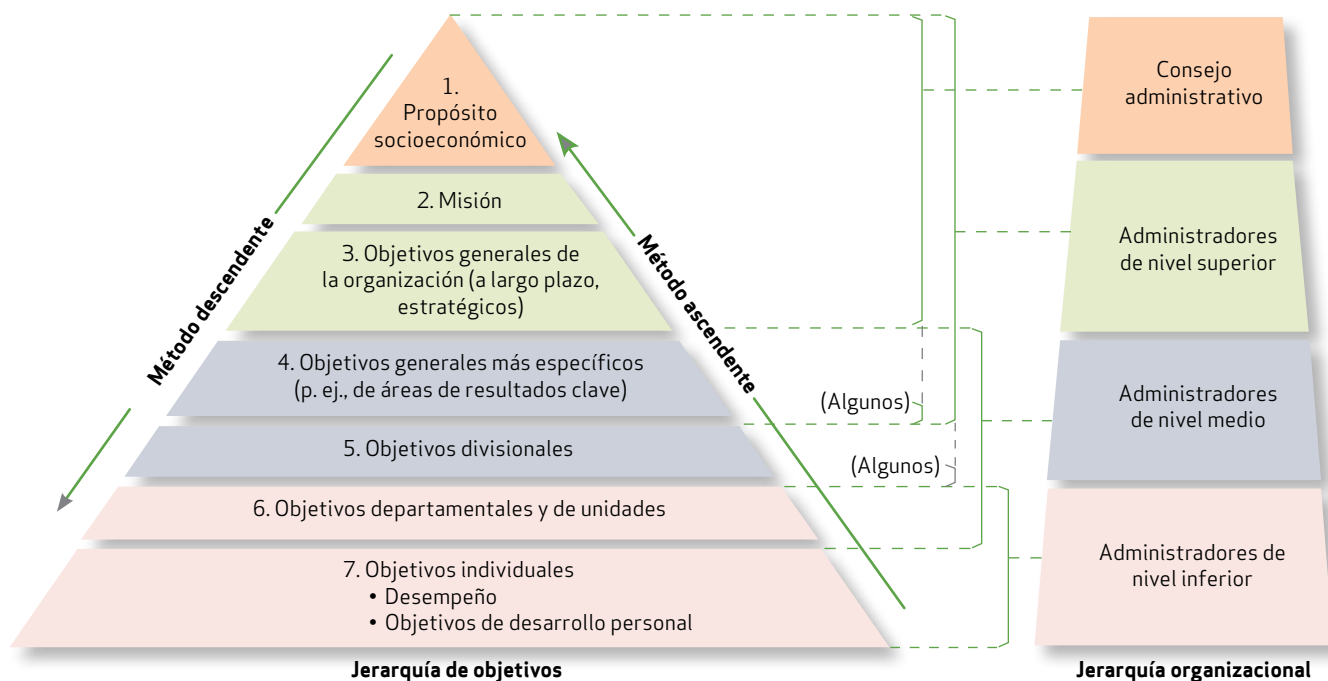 1.
Propósito
socioeconómico
2. Misión
3. Objetivos generales de
la organización (a largo plazo,
estratégicos)
4. Objetivos generales más específicos
(p. ej., de áreas de resultados clave)
5. Objetivos divisionales
6. Objetivos departamentales y de unidades
7. Objetivos individuales
• Desempeño
• Objetivos de desarrollo personal
Método descendente
Método ascendente
(Algunos)
(Algunos)
Consejo
administrativo
Administradores
de nivel superior
Administradores
de nivel medio
Administradores de
nivel inferior
Jerarquía de objetivos
Jerarquía organizacional